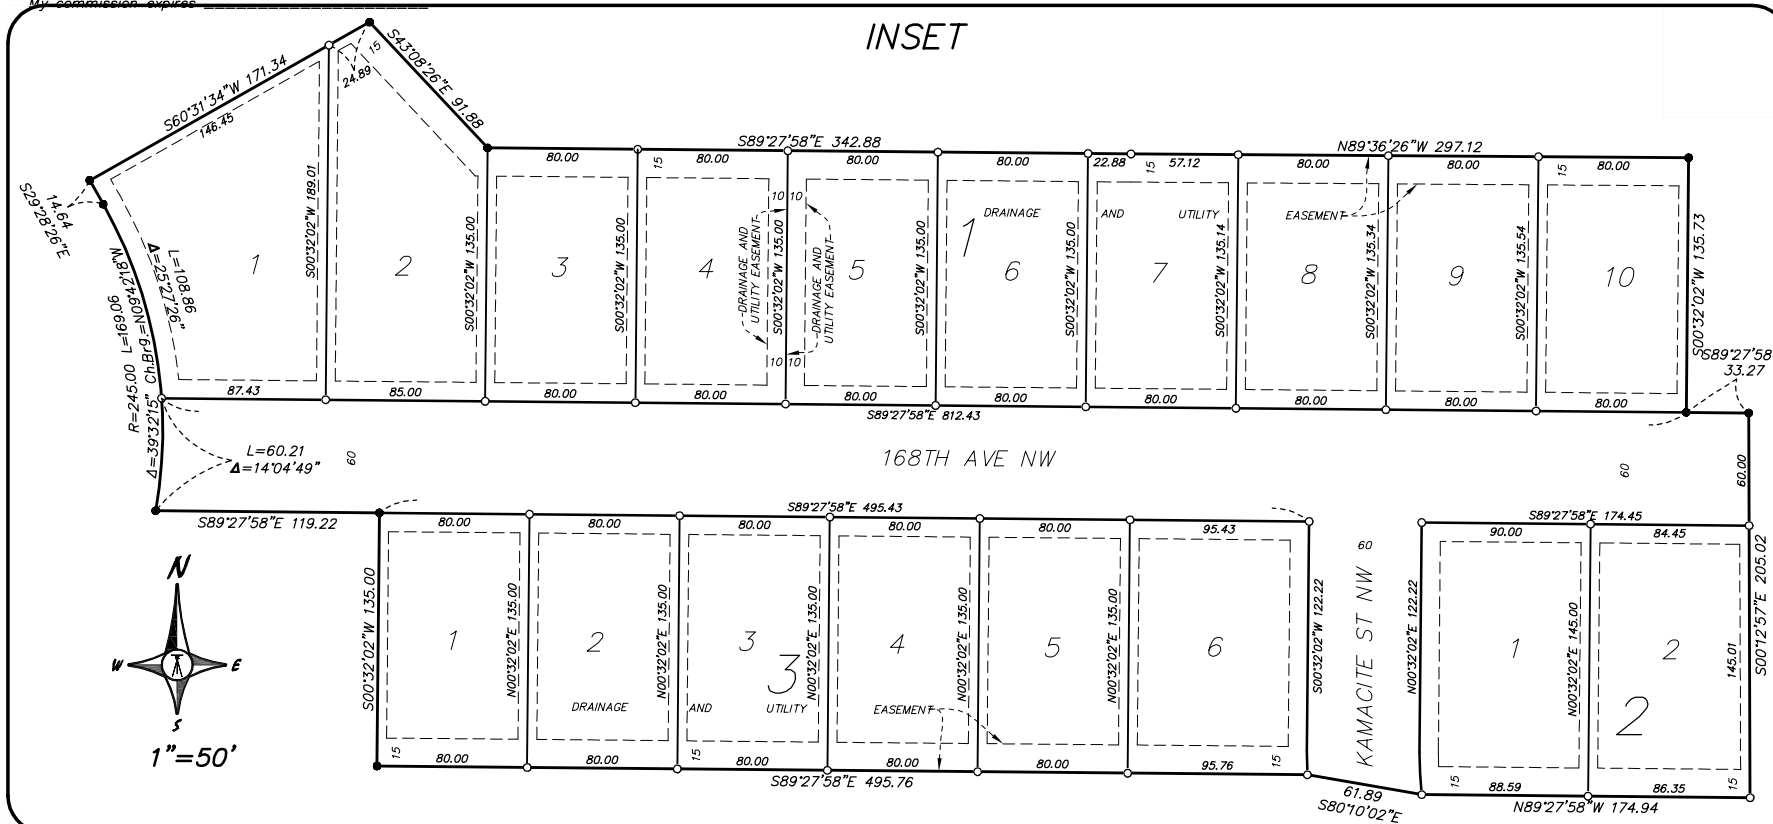 My commission expires
INSET
S60°31'34"W 171.34
146.45
15
24.89
S43°08'26"E 91.88
S89°27'58"E 342.88
N89°36'26"W 297.12
80.00
15
80.00
80.00
80.00
22.88
15
57.12
80.00
80.00
15
80.00
14.64
S29°28'26"E
R=245.00 L=169.06
Δ=39°32'15" Ch.Brg.=N09°42'18"W
L=108.86
Δ=25°27'26"
S00°32'02"W 189.01
S00°32'02"W 135.00
S00°32'02"W 135.00
10 10
DRAINAGE AND
UTILITY EASEMENT
S00°32'02"W 135.00
DRAINAGE AND
UTILITY EASEMENT
10 10
S00°32'02"W 135.00
S00°32'02"W 135.00
S00°32'02"W 135.14
S00°32'02"W 135.34
S00°32'02"W 135.54
S00°32'02"W 135.73
DRAINAGE AND UTILITY EASEMENT
1
1 2 3 4 5 6 7 8 9 10
S89°27'58
33.27
87.43
85.00
80.00
80.00
80.00
80.00
80.00
80.00
80.00
80.00
S89°27'58"E 812.43
L=60.21
Δ=14°04'49"
60
168TH AVE NW
60
60.00
S89°27'58"E 119.22
S89°27'58"E 495.43
S89°27'58"E 174.45
80.00
80.00
80.00
80.00
80.00
95.43
60
90.00
84.45
S00°32'02"W 135.00
N00°32'02"E 135.00
N00°32'02"E 135.00
N00°32'02"E 135.00
N00°32'02"E 135.00
N00°32'02"E 135.00
S00°32'02"W 122.22
KAMACITE ST NW
N00°32'02"E 122.22
N00°32'02"E 145.00
145.01
S00°12'57"E 205.02
1 2 3 4 5 6
3
1 2
2
DRAINAGE AND UTILITY EASEMENT
15
15
15
15
15
80.00
80.00
80.00
80.00
80.00
95.76
S89°27'58"E 495.76
61.89
S80°10'02"E
88.59
86.35
N89°27'58"W 174.94
N
W
E
S
1"=50'